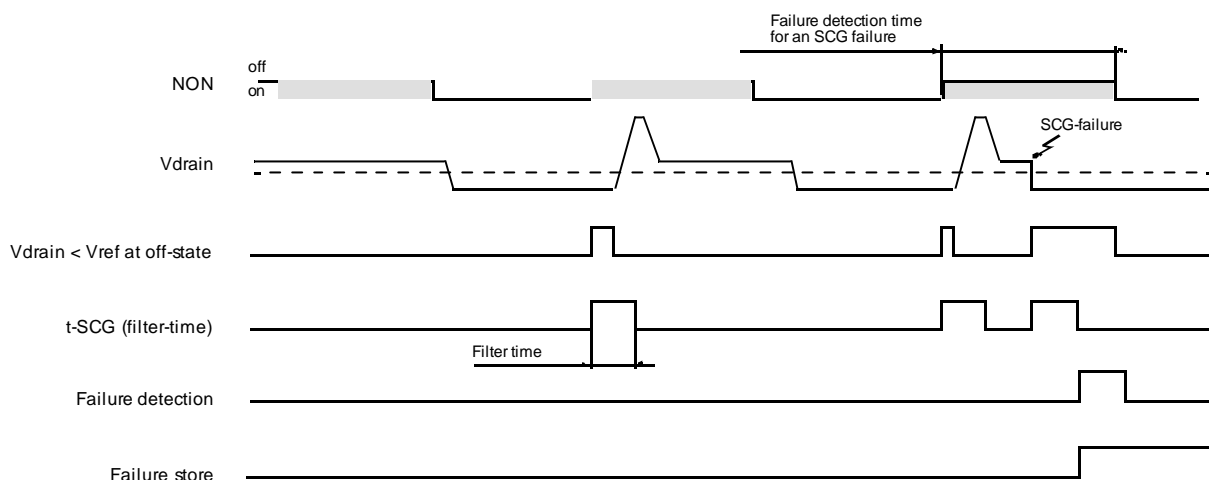 Failure detection time
for an SCG failure
off
NON
on
SCG-failure
Vdrain
Vdrain < Vref at off-state
t-SCG (filter-time)
Filter time
Failure detection
Failure store